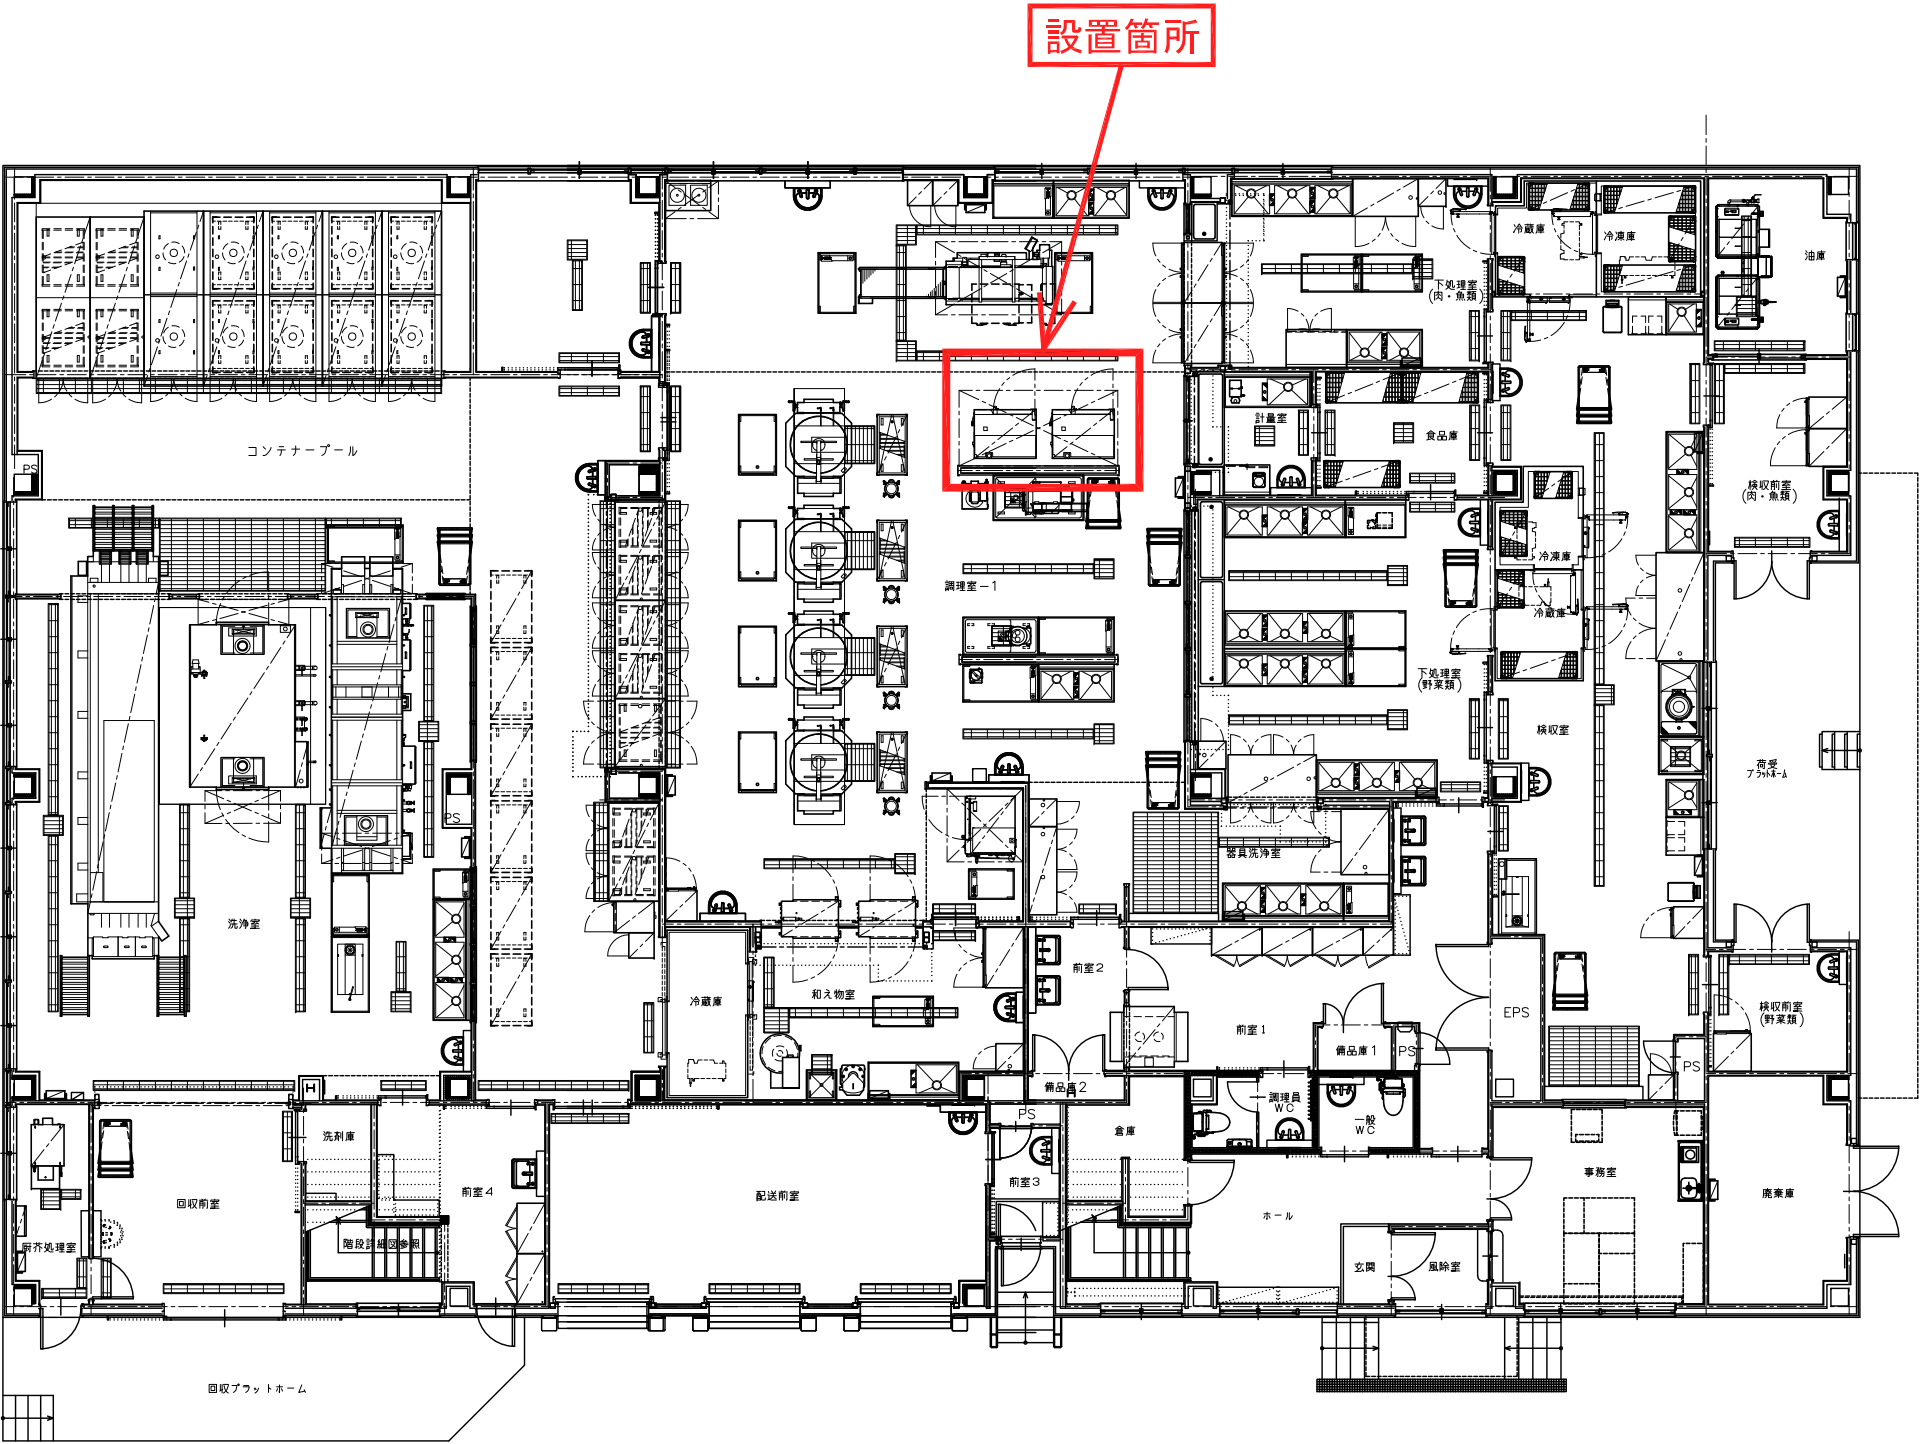 設置箇所
冷蔵庫
冷凍庫
油庫
下処理室
(肉・魚類)
計量室
食品庫
コンテナープール
PS
検収前室
(肉・魚類)
冷凍庫
調理室－1
冷蔵庫
下処理室
(野菜類)
検収室
荷受
プラットホーム
PS
器具洗浄室
洗浄室
前室2
和え物室
冷蔵庫
EPS
検収前室
(野菜類)
前室1
備品庫1
PS
PS
備品庫2
H
PS
調理員
WC
一般
WC
倉庫
洗剤庫
事務室
前室3
前室4
配送前室
廃棄庫
回収前室
ホール
階段詳細図参照
厨芥処理室
玄関
風除室
回収プラットホーム